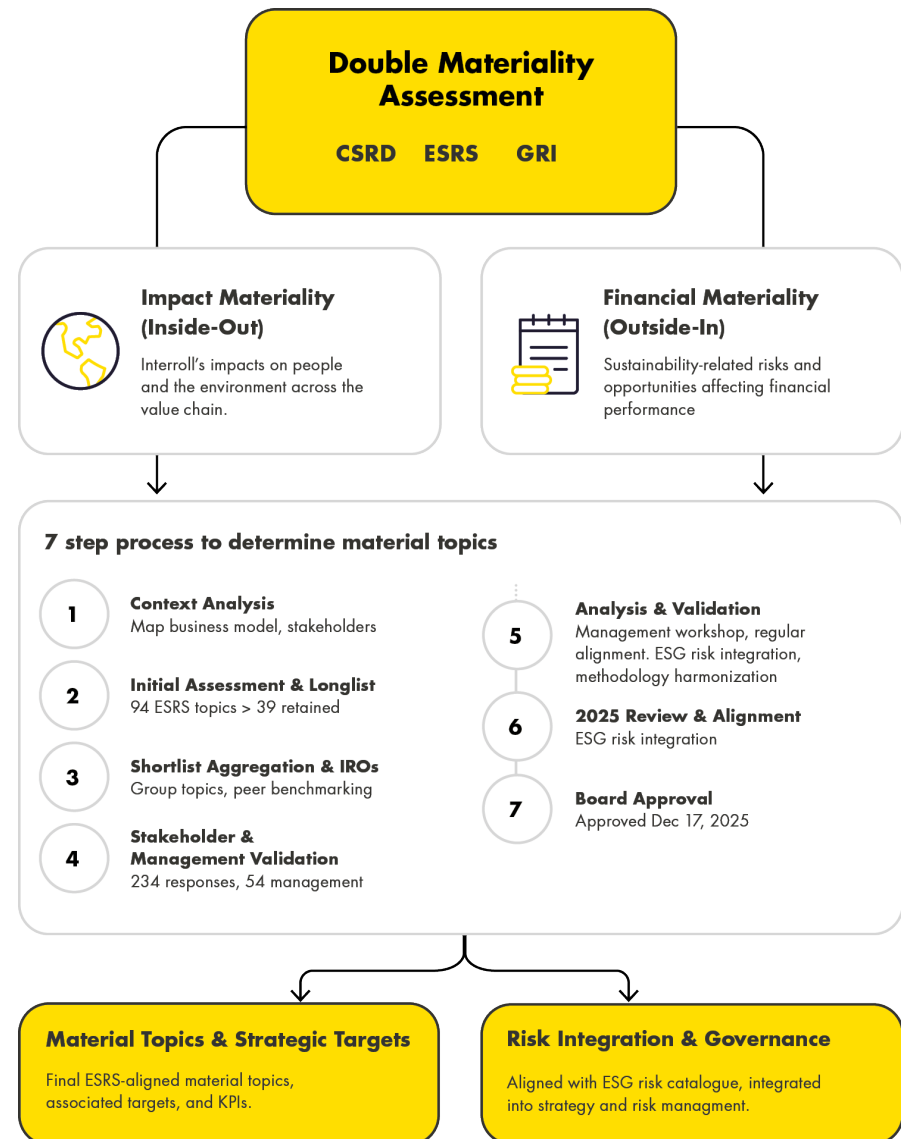 Double Materiality
Assessment
CSRD ESRS GRI
Impact Materiality
(Inside-Out)
Interroll’s impacts on people
and the environment across the
value chain.
Financial Materiality
(Outside-In)
Sustainability-related risks and
opportunities affecting financial
performance
7 step process to determine material topics
1
Context Analysis
Map business model, stakeholders
2
Initial Assessment & Longlist
94 ESRS topics > 39 retained
3
Shortlist Aggregation & IROs
Group topics, peer benchmarking
4
Stakeholder &
Management Validation
234 responses, 54 management
5
Analysis & Validation
Management workshop, regular
alignment. ESG risk integration,
methodology harmonization
6
2025 Review & Alignment
ESG risk integration
7
Board Approval
Approved Dec 17, 2025
Material Topics & Strategic Targets
Final ESRS-aligned material topics,
associated targets, and KPIs.
Risk Integration & Governance
Aligned with ESG risk catalogue, integrated
into strategy and risk managment.